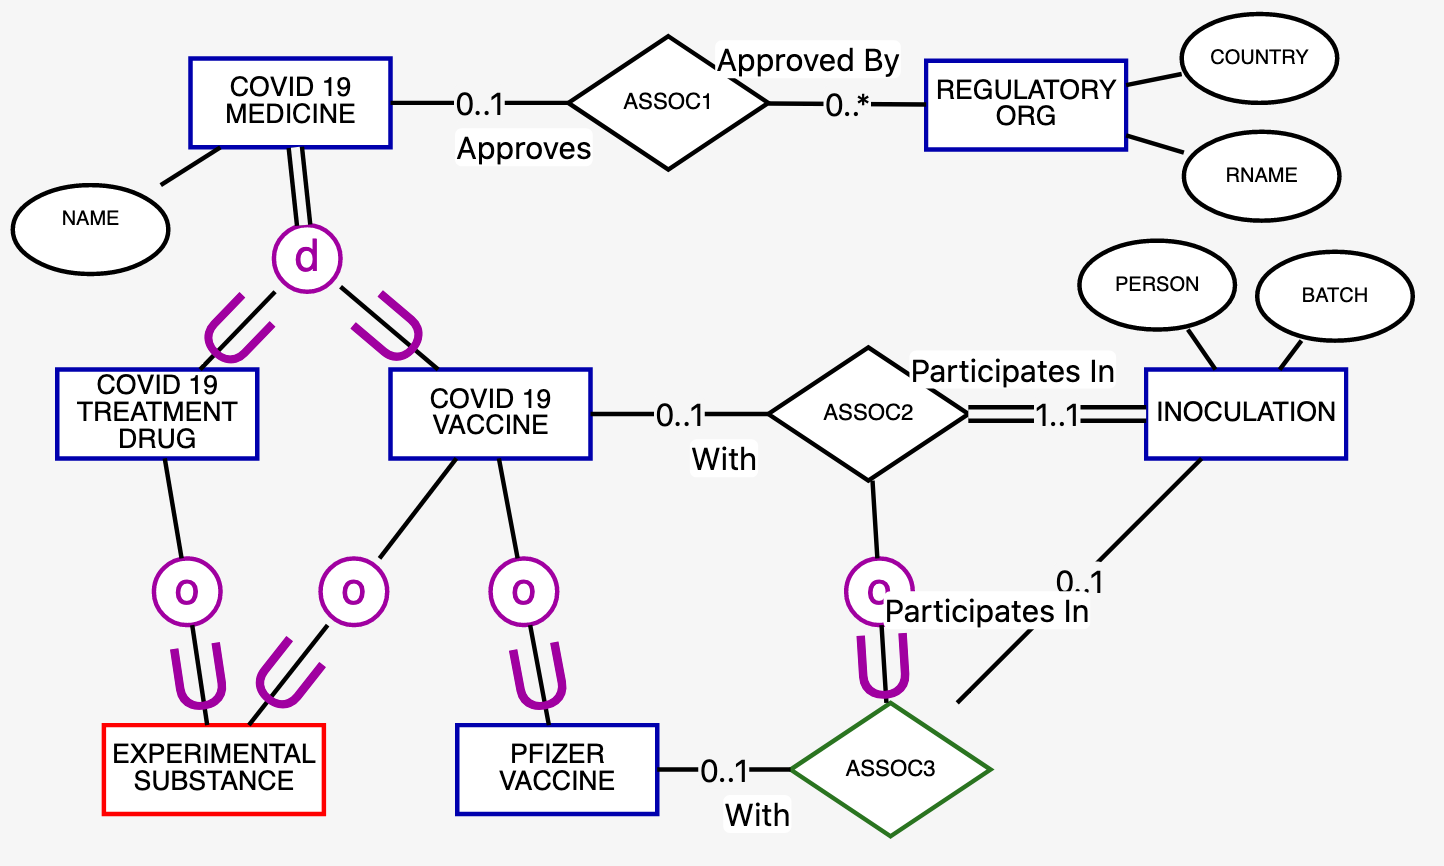 COVID 19
MEDICINE
0..1
Approves
ASSOC1
Approved By
0..*
REGULATORY
ORG
COUNTRY
RNAME
NAME
d
PERSON
BATCH
COVID 19
TREATMENT
DRUG
COVID 19
VACCINE
0..1
With
ASSOC2
Participates In
1..1
INOCULATION
o
o
o
o
Participates In
0..1
EXPERIMENTAL
SUBSTANCE
PFIZER
VACCINE
0..1
With
ASSOC3